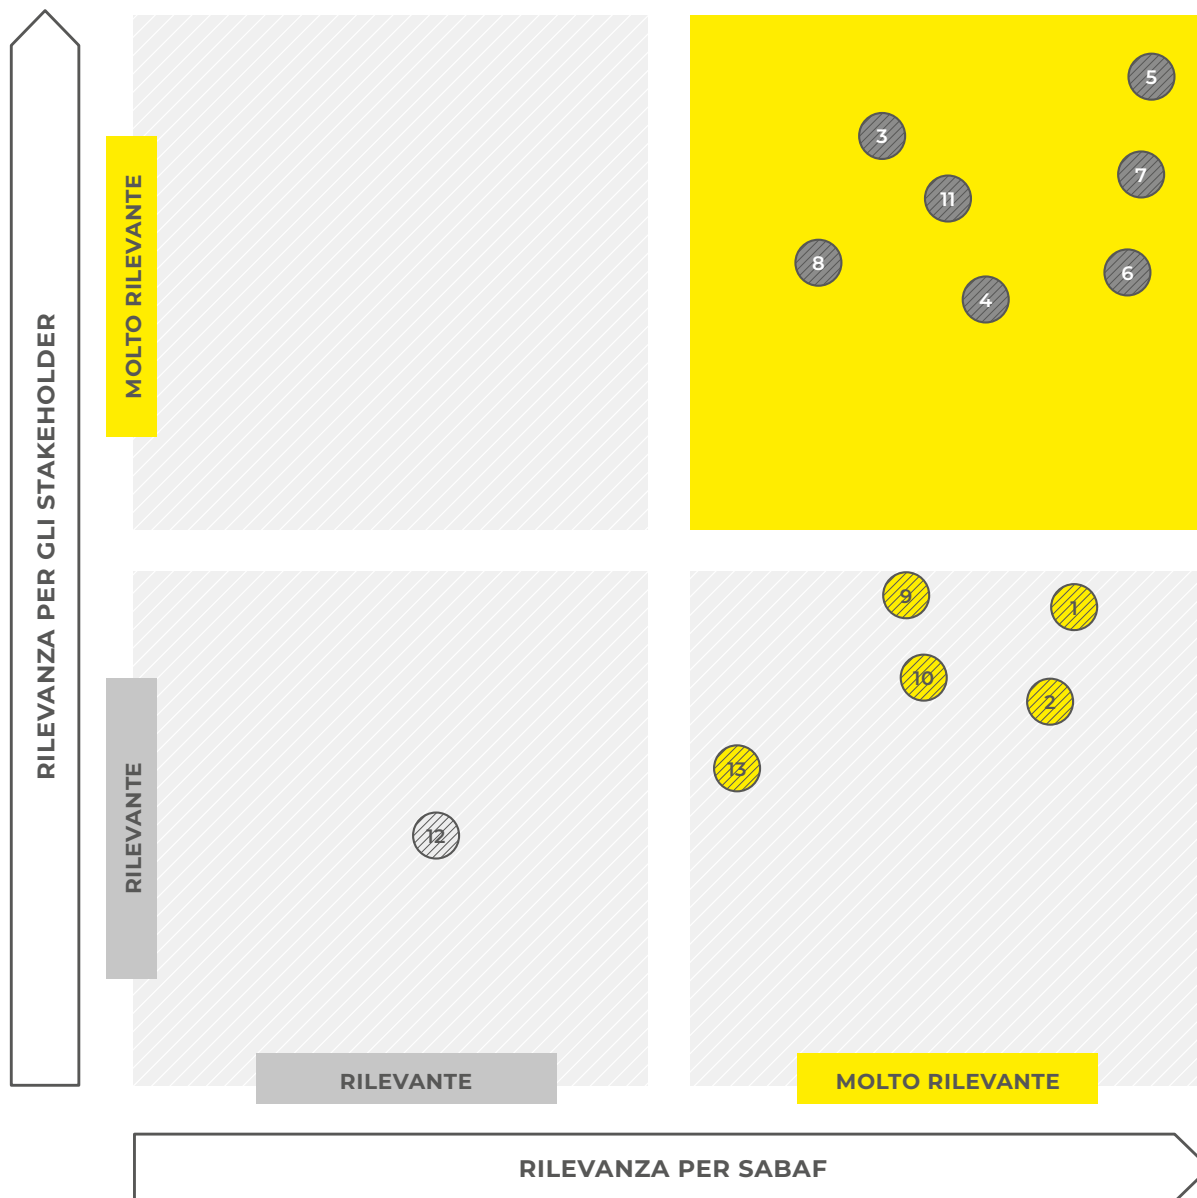 RILEVANZA PER GLI STAKEHOLDER
MOLTO RILEVANTE
5
3
7
11
8
6
4
RILEVANTE
9
1
10
2
13
12
RILEVANTE
MOLTO RILEVANTE
RILEVANZA PER SABAF